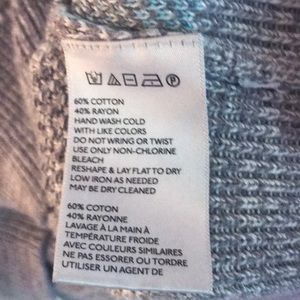 60% COTTON
40% RAYON
HAND WASH COLD
WITH LIKE COLORS
DO NOT WRING OR TWIST
USE ONLY NON-CHLORINE
BLEACH
RESHAPE & LAY FLAT TO DRY
LOW IRON AS NEEDED
MAY BE DRY CLEANED
60% COTON
40% RAYONNE
LAVAGE À LA MAIN À
TEMPÉRATURE FROIDE
AVEC COULEURS SIMILAIRES
NE PAS ESSORER OU TORDRE
UTILISER UN AGENT DE